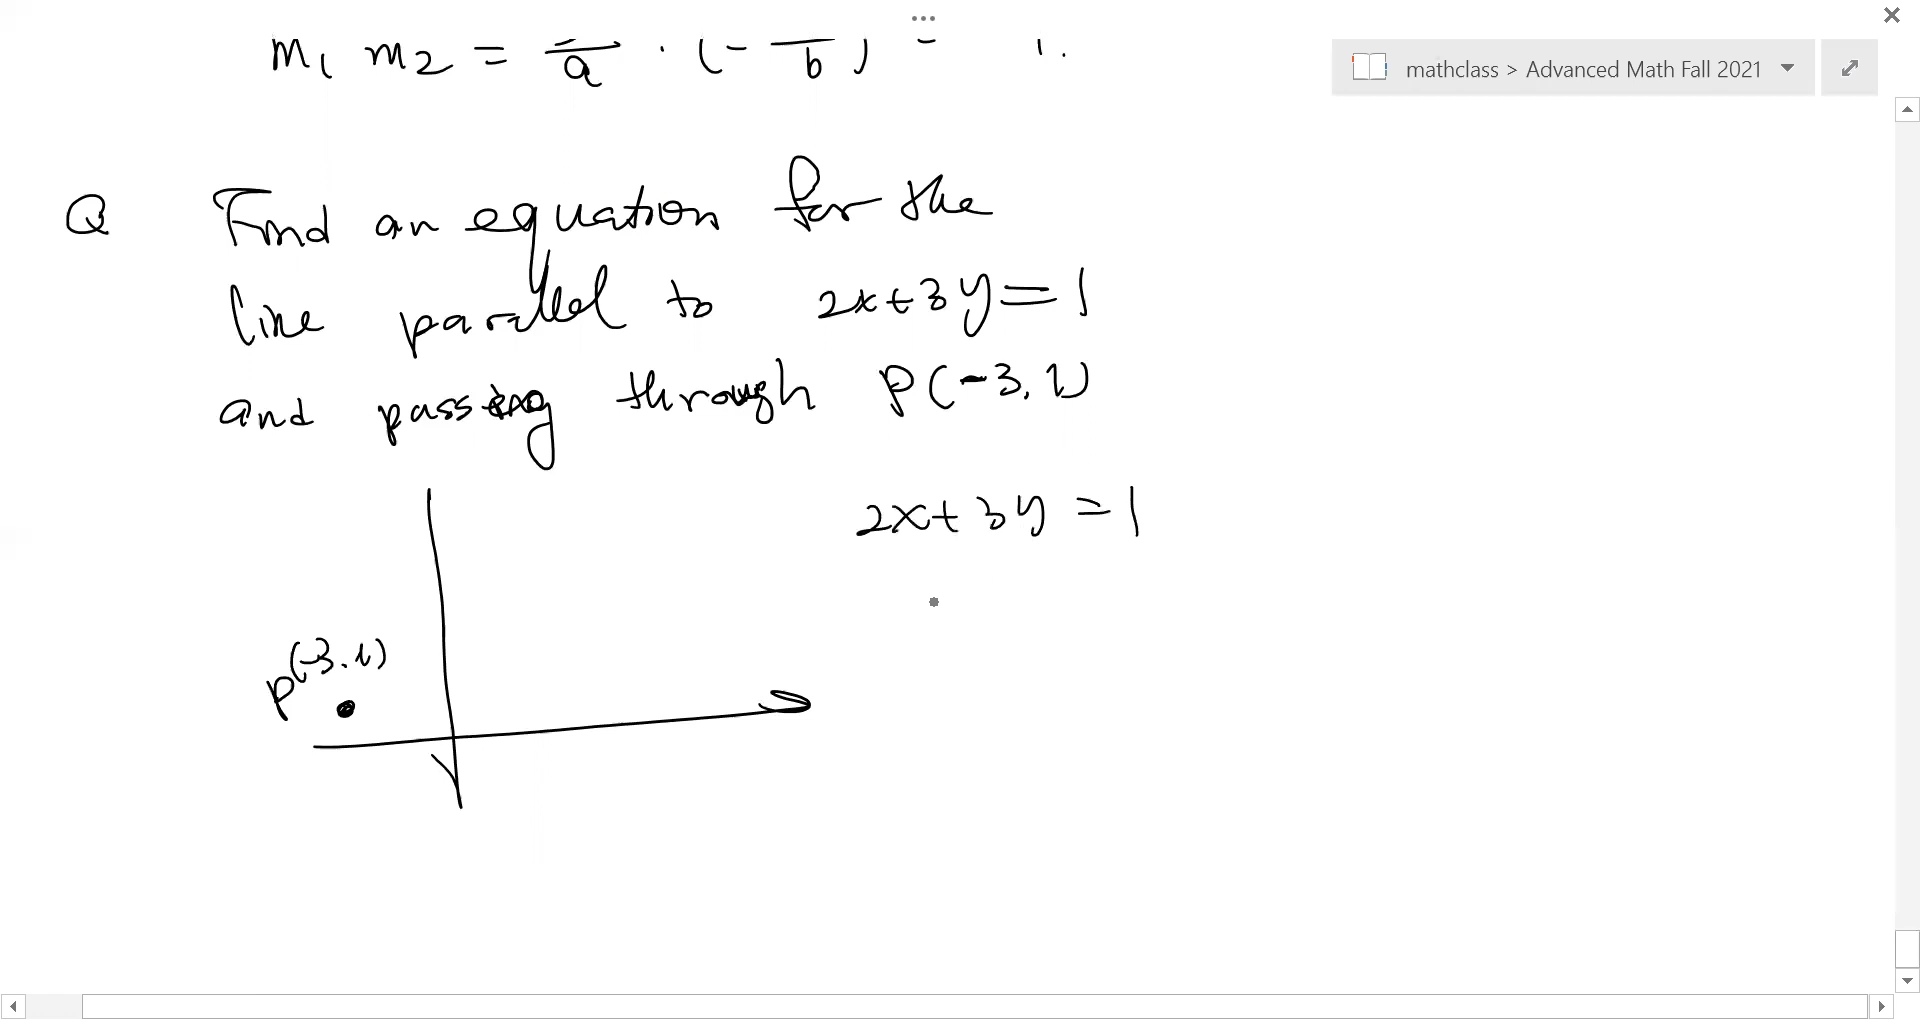 mathclass > Advanced Math Fall 2021
m1 m2 = /a · (- /b) =
Q Find an equation for the
line parallel to 2x+3y=1
and passing through P(-3,1)
2x+3y=1
P(-3,1)